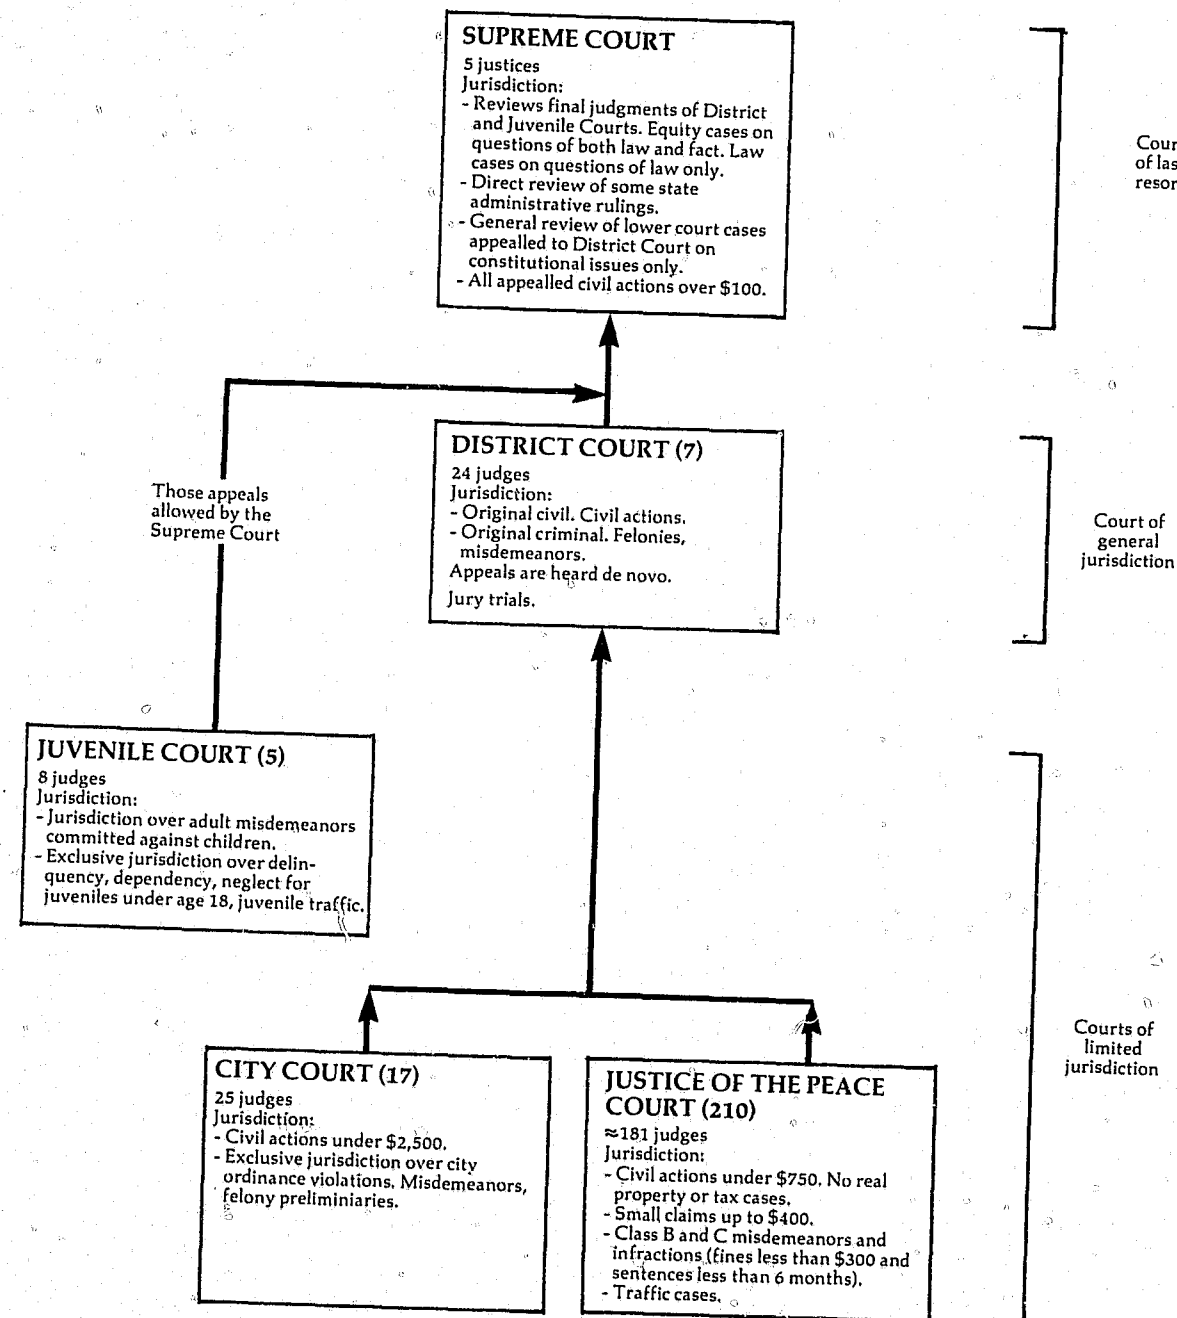 SUPREME COURT
5 justices
Jurisdiction:
- Reviews final judgments of District
and Juvenile Courts. Equity cases on
questions of both law and fact. Law
cases on questions of law only.
- Direct review of some state
administrative rulings.
- General review of lower court cases
appealled to District Court on
constitutional issues only.
- All appealled civil actions over $100.
Cour
of las
resor
DISTRICT COURT (7)
24 judges
Jurisdiction:
- Original civil. Civil actions.
- Original criminal. Felonies,
misdemeanors.
Appeals are heard de novo.
Jury trials.
Court of
general
jurisdiction
Those appeals
allowed by the
Supreme Court
JUVENILE COURT (5)
8 judges
Jurisdiction:
- Jurisdiction over adult misdemeanors
committed against children.
- Exclusive jurisdiction over delin-
quency, dependency, neglect for
juveniles under age 18, juvenile traffic.
CITY COURT (17)
25 judges
Jurisdiction:
- Civil actions under $2,500.
- Exclusive jurisdiction over city
ordinance violations. Misdemeanors,
felony preliminiaries.
JUSTICE OF THE PEACE
COURT (210)
≈181 judges
Jurisdiction:
- Civil actions under $750. No real
property or tax cases.
- Small claims up to $400.
- Class B and C misdemeanors and
infractions (fines less than $300 and
sentences less than 6 months).
- Traffic cases.
Courts of
limited
jurisdiction